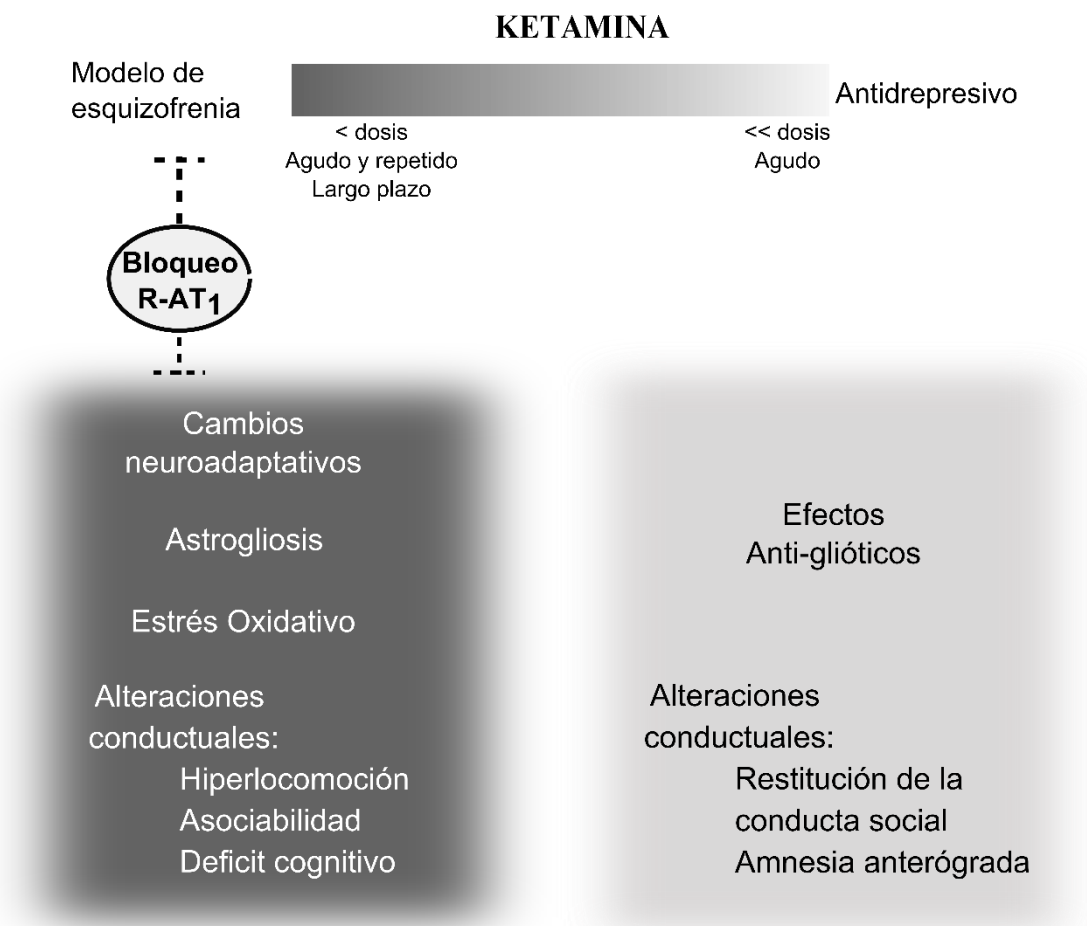 KETAMINA
Modelo de
esquizofrenia
Antidrepresivo
< dosis
Agudo y repetido
Largo plazo
<< dosis
Agudo
Bloqueo
R-AT1
Cambios
neuroadaptativos
Astrogliosis
Estrés Oxidativo
Alteraciones
conductuales:
Hiperlocomoción
Asociabilidad
Deficit cognitivo
Efectos
Anti-glióticos
Alteraciones
conductuales:
Restitución de la
conducta social
Amnesia anterógrada